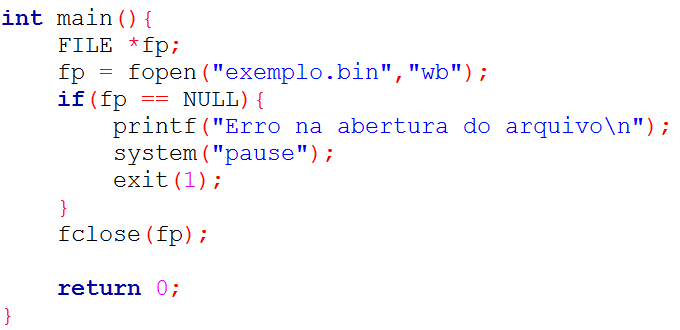 int main(){
    FILE *fp;
    fp = fopen("exemplo.bin","wb");
    if(fp == NULL){
        printf("Erro na abertura do arquivo\n");
        system("pause");
        exit(1);
    }
    fclose(fp);

    return 0;
}